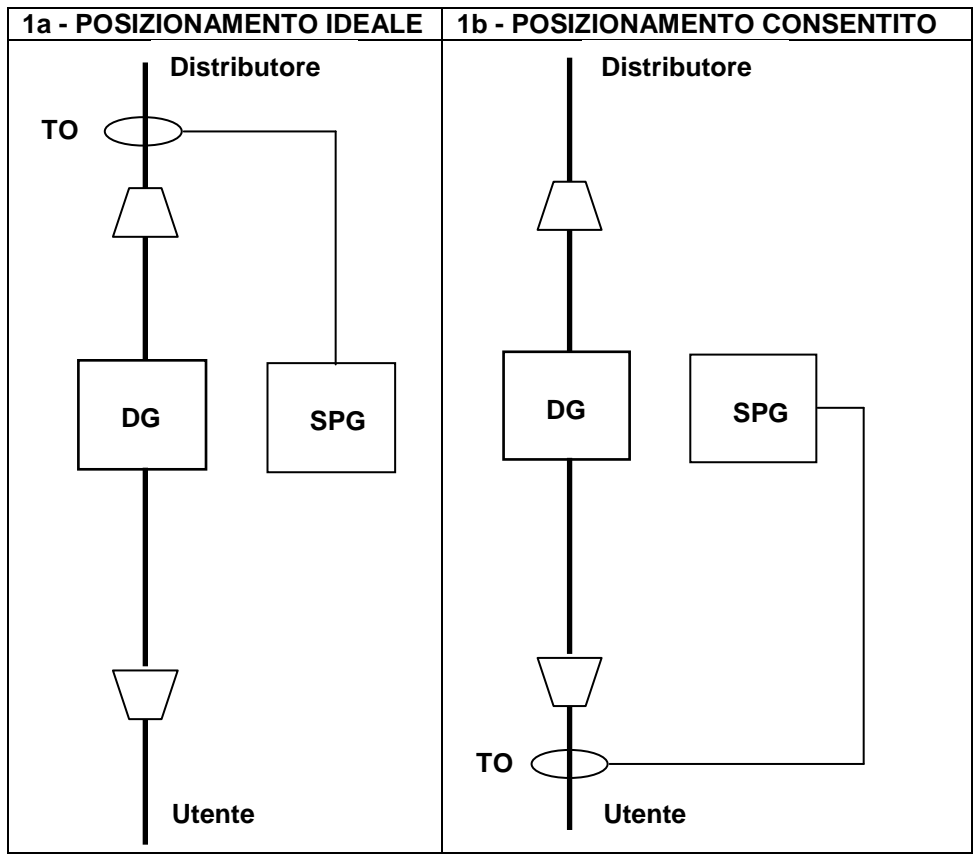 1a - POSIZIONAMENTO IDEALE
Distributore
TO
DG
SPG
Utente
1b - POSIZIONAMENTO CONSENTITO
Distributore
DG
SPG
TO
Utente